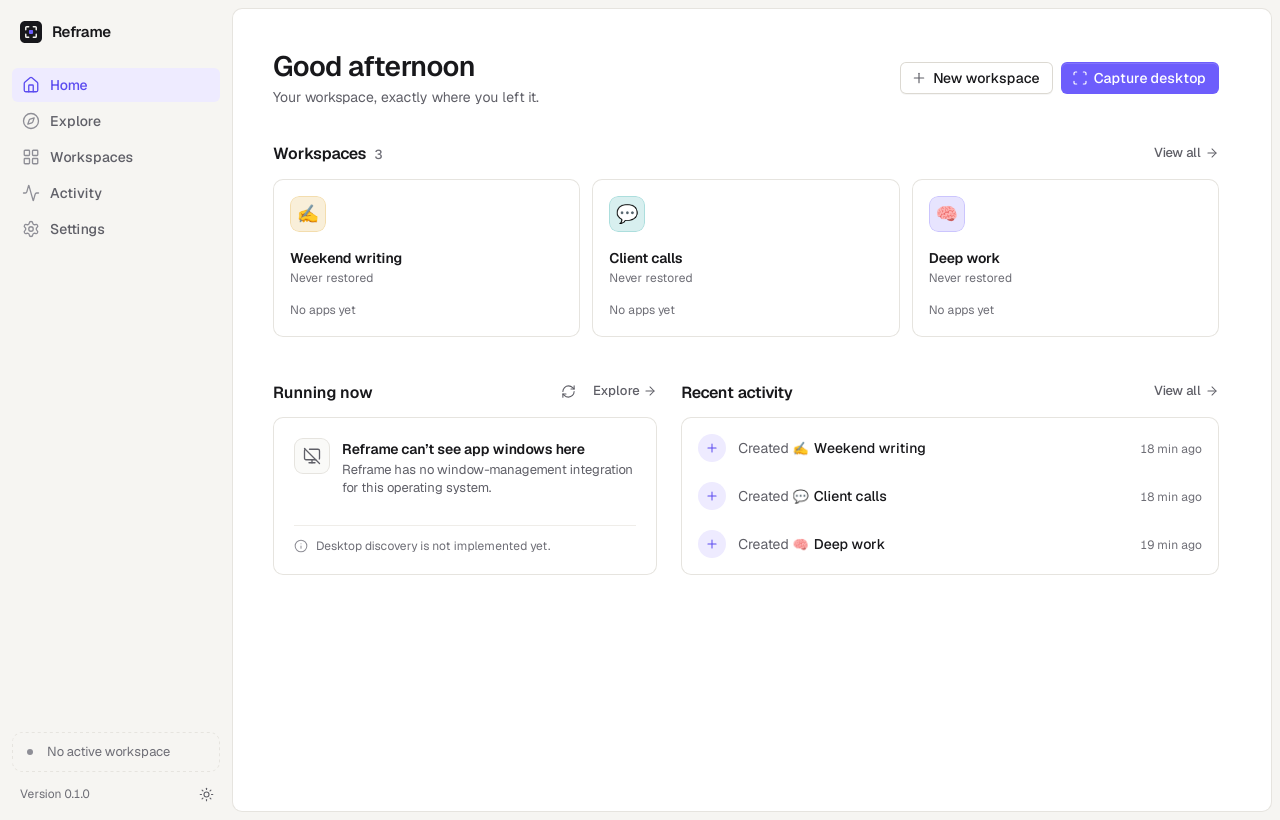 Reframe
Home
Explore
Workspaces
Activity
Settings
No active workspace
Version 0.1.0
Good afternoon
Your workspace, exactly where you left it.
New workspace
Capture desktop
Workspaces 3
View all
Weekend writing
Never restored
No apps yet
Client calls
Never restored
No apps yet
Deep work
Never restored
No apps yet
Running now
Explore
Reframe can’t see app windows here
Reframe has no window-management integration
for this operating system.
Desktop discovery is not implemented yet.
Recent activity
View all
Created ✍️ Weekend writing
18 min ago
Created 💬 Client calls
18 min ago
Created 🧠 Deep work
19 min ago